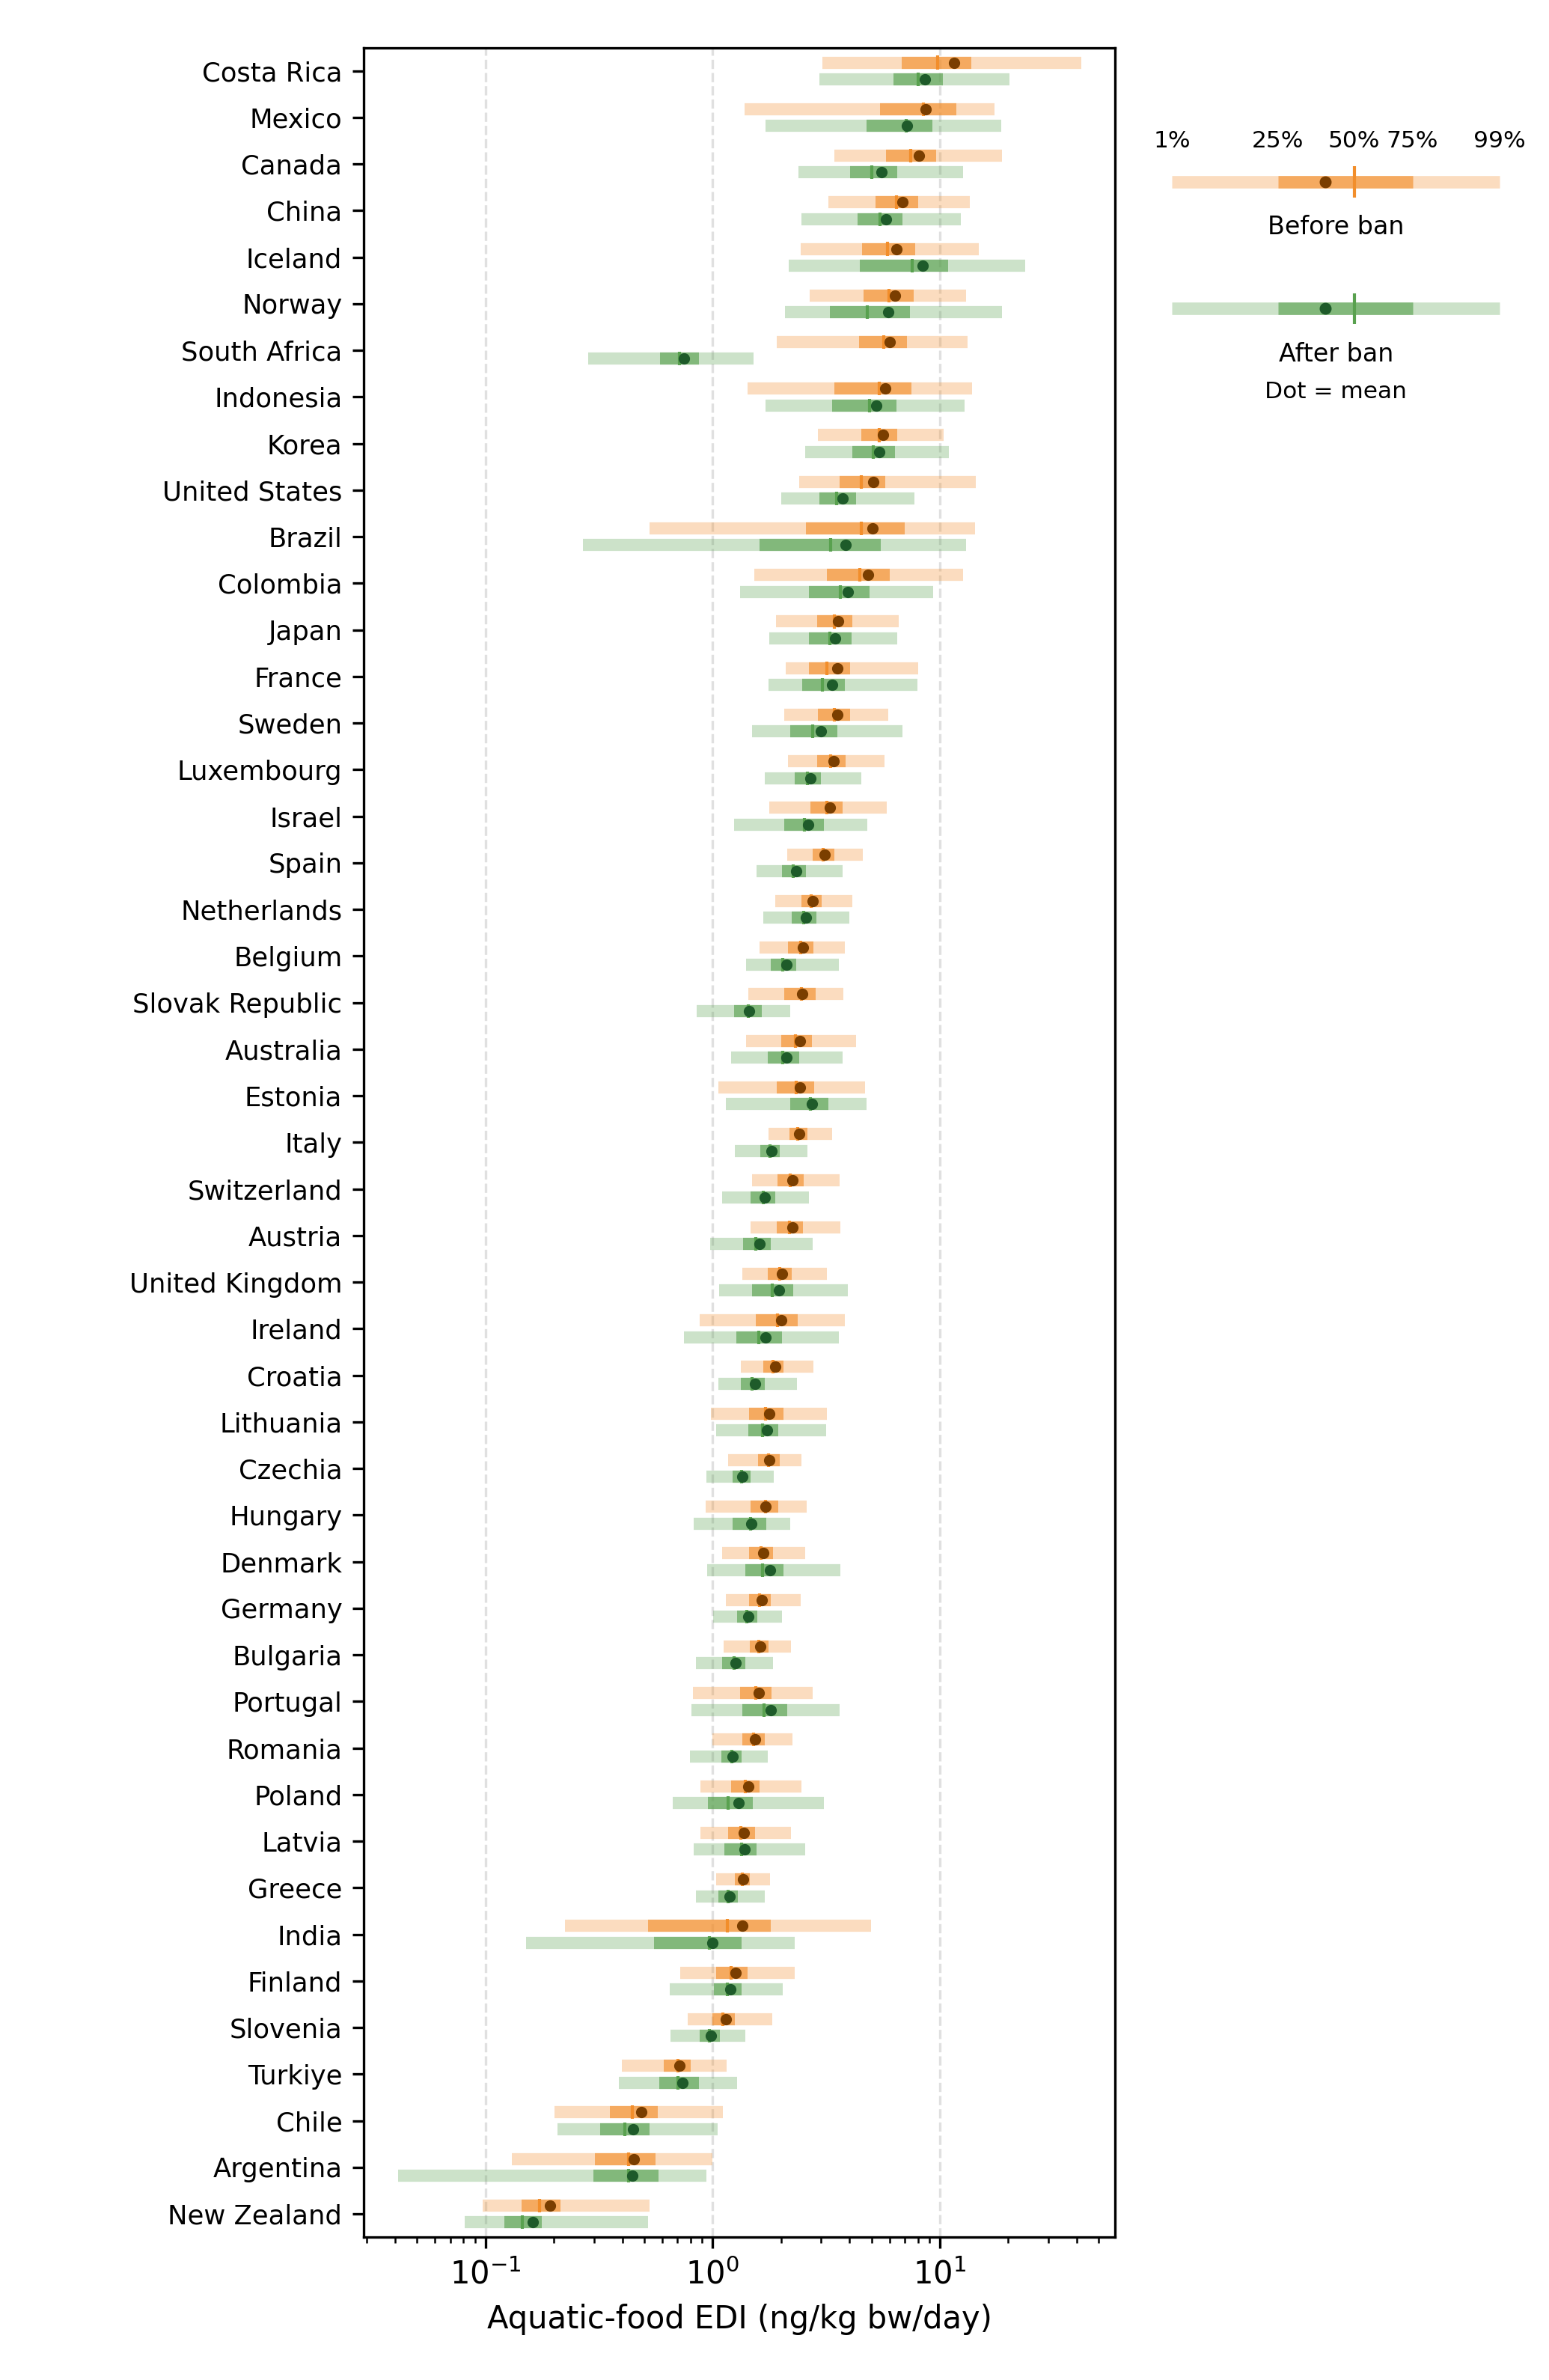 Costa Rica
Mexico
Canada
China
Iceland
Norway
South Africa
Indonesia
Korea
United States
Brazil
Colombia
Japan
France
Sweden
Luxembourg
Israel
Spain
Netherlands
Belgium
Slovak Republic
Australia
Estonia
Italy
Switzerland
Austria
United Kingdom
Ireland
Croatia
Lithuania
Czechia
Hungary
Denmark
Germany
Bulgaria
Portugal
Romania
Poland
Latvia
Greece
India
Finland
Slovenia
Turkiye
Chile
Argentina
New Zealand
10⁻¹ 10⁰ 10¹
Aquatic-food EDI (ng/kg bw/day)
1% 25% 50% 75% 99%
Before ban
After ban
Dot = mean